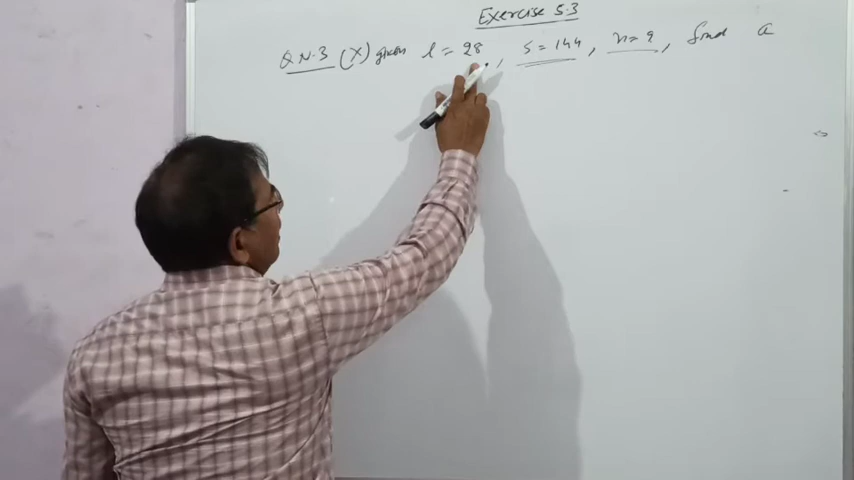 Exercise 5.3
Q.N.3 (X) given l = 28, S = 144, n = 9, find a